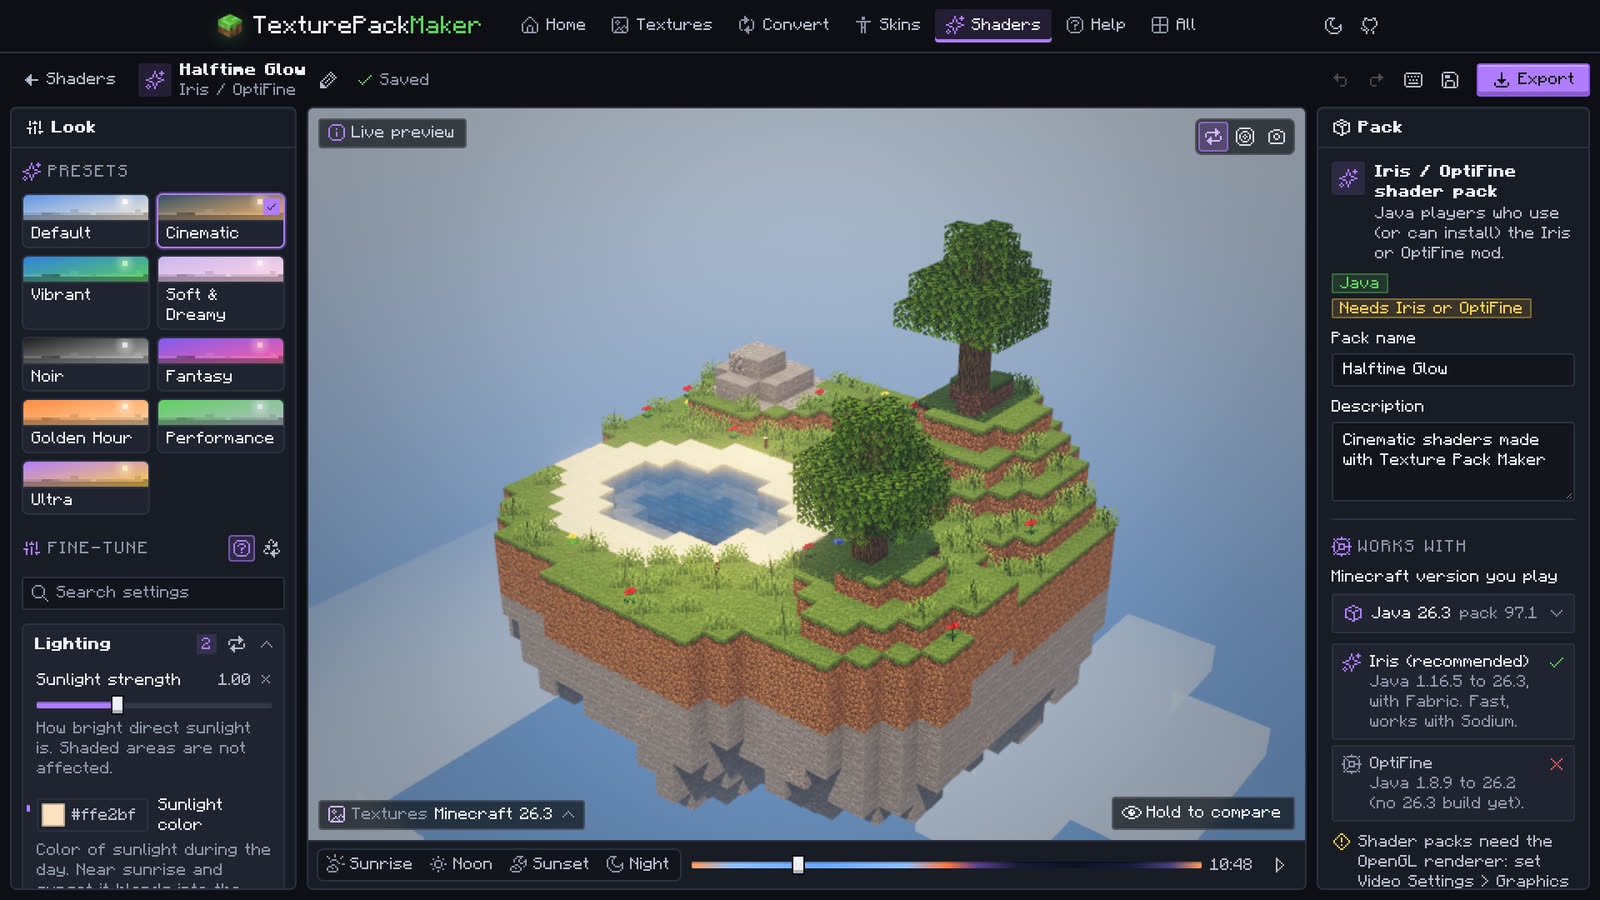 TexturePackMaker
Home
Textures
Convert
Skins
Shaders
Help
All
Shaders
Halftime Glow
Iris / OptiFine
Saved
Export
Look
PRESETS
Default
Cinematic
Vibrant
Soft &
Dreamy
Noir
Fantasy
Golden Hour
Performance
Ultra
FINE-TUNE
Search settings
Lighting
2
Sunlight strength
1.00
How bright direct sunlight
is. Shaded areas are not
affected.
#ffe2bf
Sunlight
color
Color of sunlight during the
day. Near sunrise and
sunset it blends into the
Live preview
Textures Minecraft 26.3
Hold to compare
Sunrise
Noon
Sunset
Night
10:48
Pack
Iris / OptiFine
shader pack
Java players who use
(or can install) the Iris
or OptiFine mod.
Java
Needs Iris or OptiFine
Pack name
Halftime Glow
Description
Cinematic shaders made
with Texture Pack Maker
WORKS WITH
Minecraft version you play
Java 26.3 pack 97.1
Iris (recommended)
Java 1.16.5 to 26.3,
with Fabric. Fast,
works with Sodium.
OptiFine
Java 1.8.9 to 26.2
(no 26.3 build yet).
Shader packs need the
OpenGL renderer: set
Video Settings > Graphics